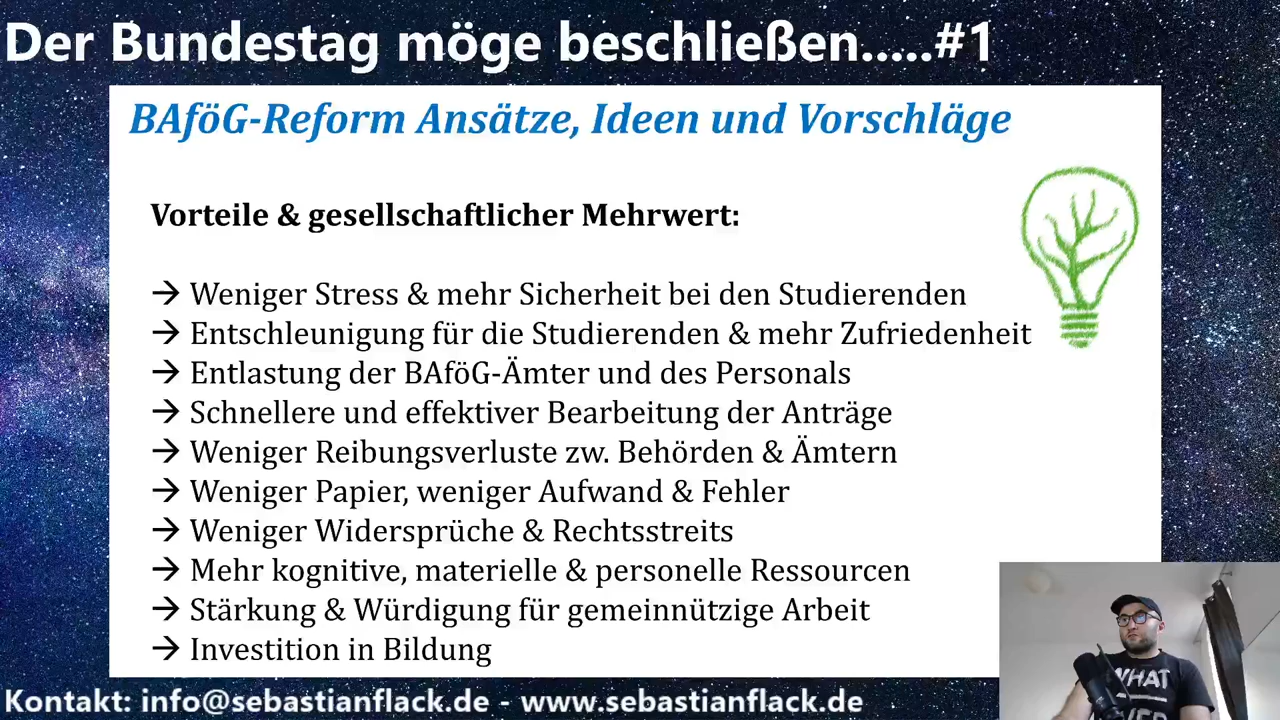 Der Bundestag möge beschließen.....#1
BAföG-Reform Ansätze, Ideen und Vorschläge
Vorteile & gesellschaftlicher Mehrwert:
→ Weniger Stress & mehr Sicherheit bei den Studierenden
→ Entschleunigung für die Studierenden & mehr Zufriedenheit
→ Entlastung der BAföG-Ämter und des Personals
→ Schnellere und effektiver Bearbeitung der Anträge
→ Weniger Reibungsverluste zw. Behörden & Ämtern
→ Weniger Papier, weniger Aufwand & Fehler
→ Weniger Widersprüche & Rechtsstreits
→ Mehr kognitive, materielle & personelle Ressourcen
→ Stärkung & Würdigung für gemeinnützige Arbeit
→ Investition in Bildung
WHAT
Kontakt: info@sebastianflack.de - www.sebastianflack.de